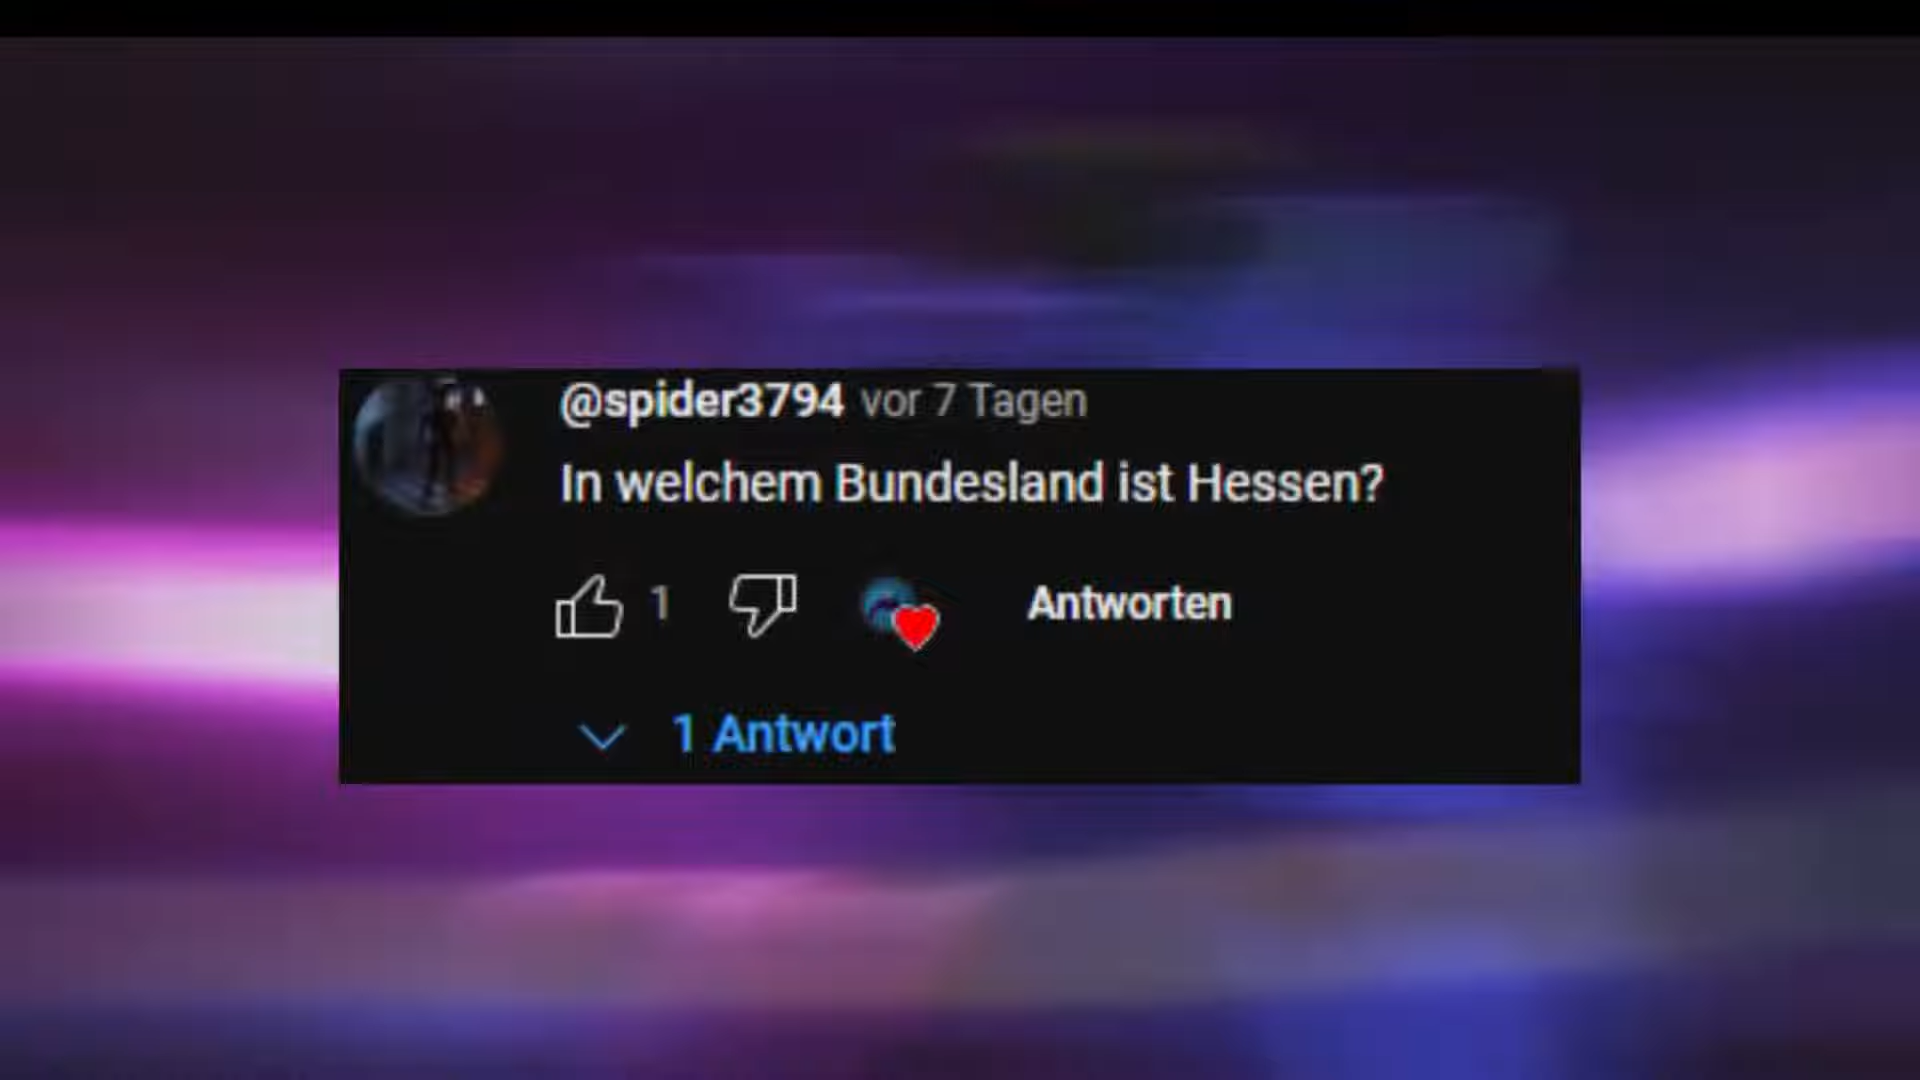 @spider3794 vor 7 Tagen
In welchem Bundesland ist Hessen?
1 Antworten
1 Antwort